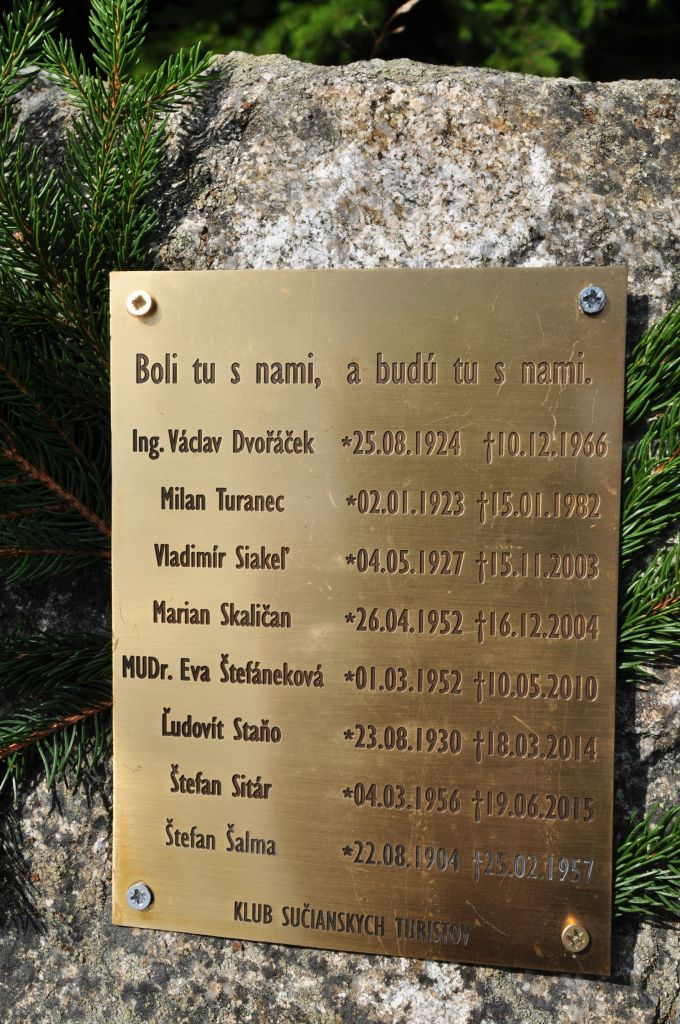 Boli tu s nami, a budú tu s nami.
Ing. Václav Dvořáček *25.08.1924 †10.12.1966
Milan Turanec *02.01.1923 †15.01.1982
Vladimír Siakeľ *04.05.1927 †15.11.2003
Marian Skaličan *26.04.1952 †16.12.2004
MUDr. Eva Štefáneková *01.03.1952 †10.05.2010
Ľudovít Staňo *23.08.1930 †18.03.2014
Štefan Sitár *04.03.1956 †19.06.2015
Štefan Šalma *22.08.1904 †25.02.1957
KLUB SUČIANSKYCH TURISTOV